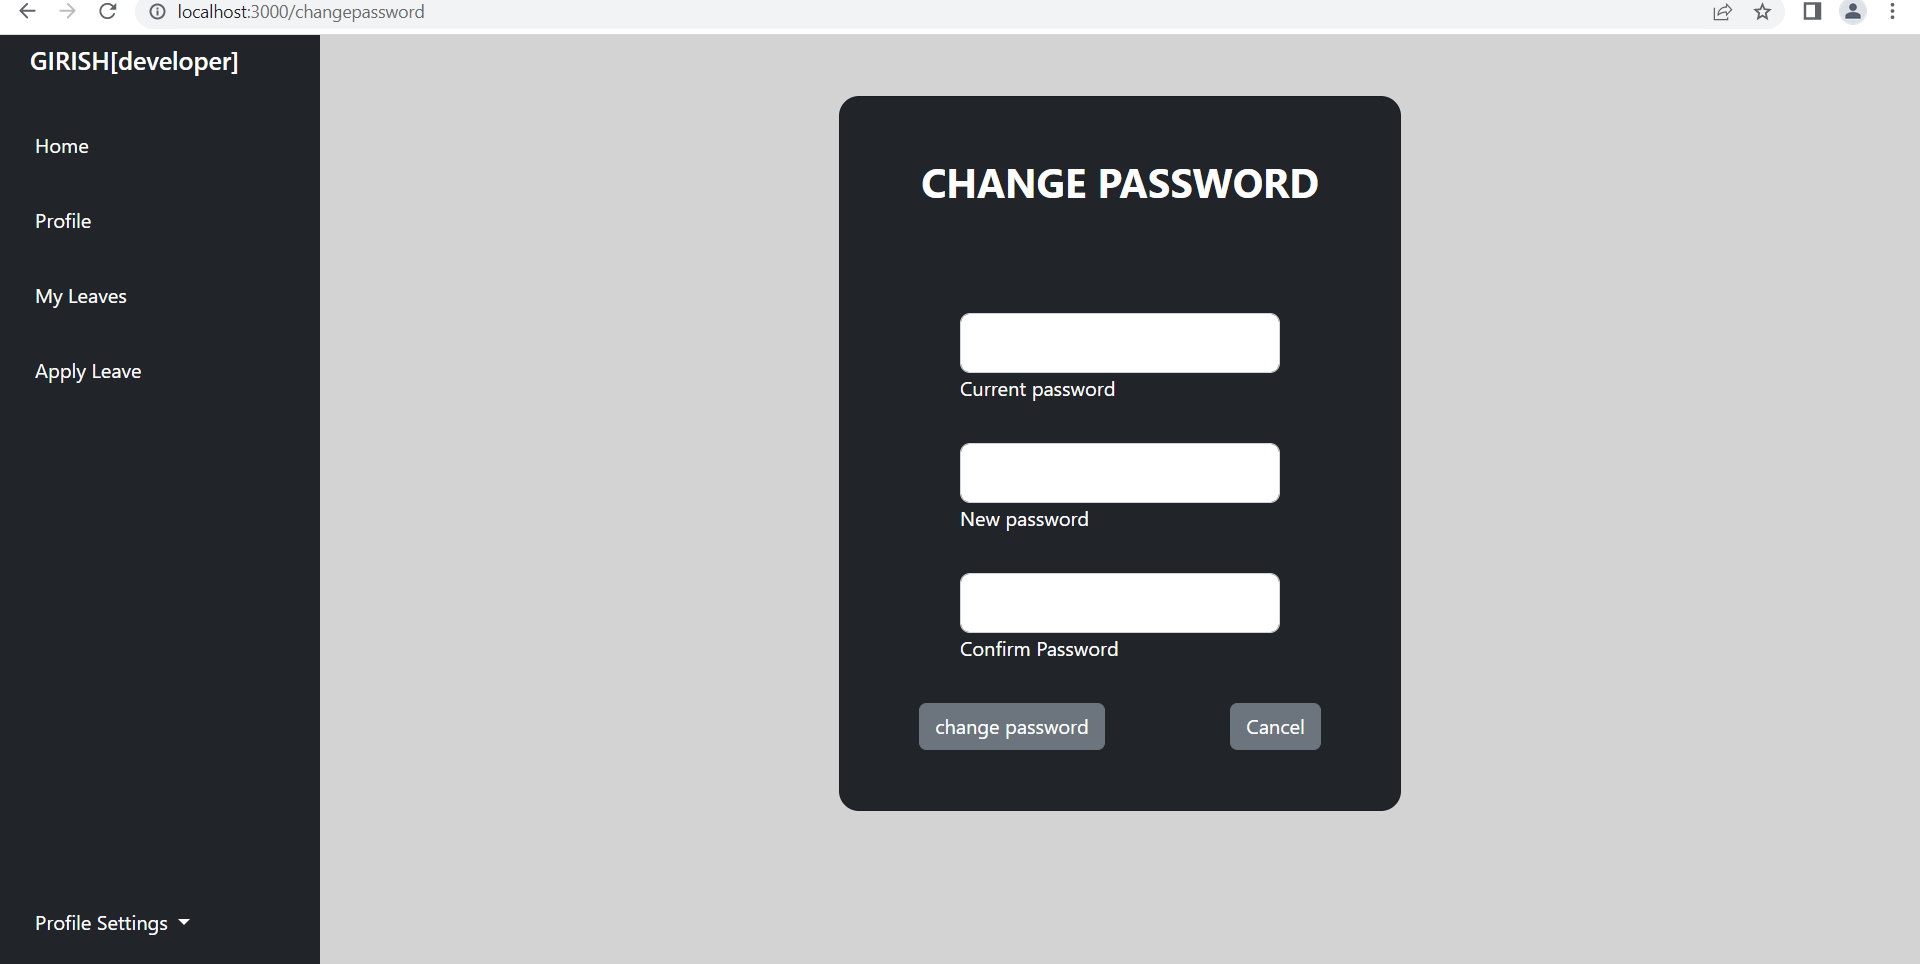 localhost:3000/changepassword
GIRISH[developer]
Home
Profile
My Leaves
Apply Leave
Profile Settings
CHANGE PASSWORD
Current password
New password
Confirm Password
change password
Cancel